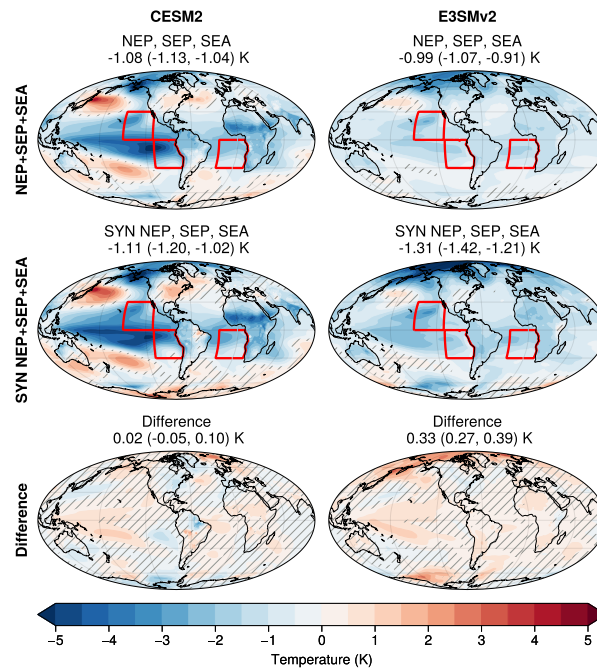 CESM2
E3SMv2
NEP, SEP, SEA
-1.08 (-1.13, -1.04) K
NEP, SEP, SEA
-0.99 (-1.07, -0.91) K
NEP+SEP+SEA
SYN NEP, SEP, SEA
-1.11 (-1.20, -1.02) K
SYN NEP, SEP, SEA
-1.31 (-1.42, -1.21) K
SYN NEP+SEP+SEA
Difference
0.02 (-0.05, 0.10) K
Difference
0.33 (0.27, 0.39) K
Difference
−5 −4 −3 −2 −1 0 1 2 3 4 5
Temperature (K)